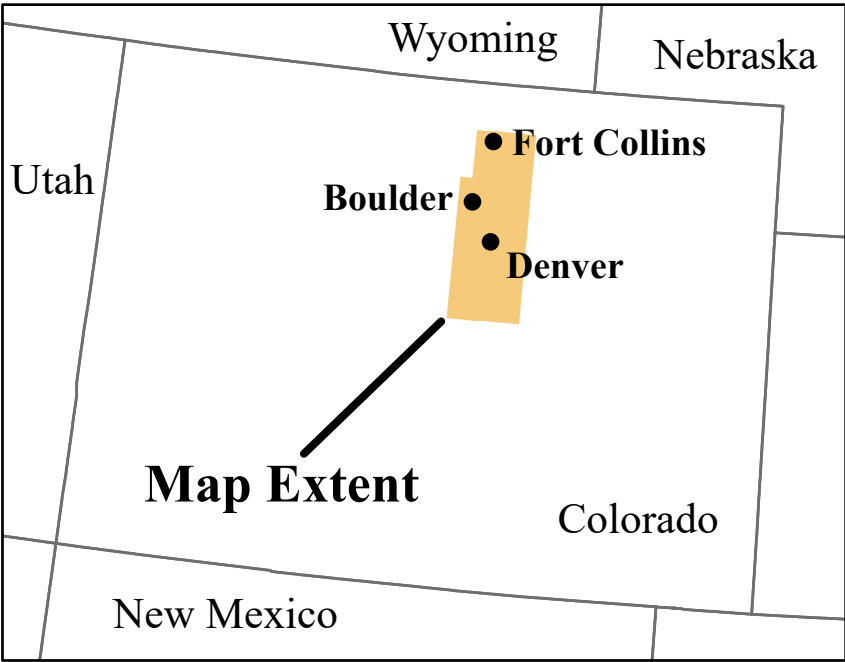 Wyoming
Nebraska
Fort Collins
Utah
Boulder
Denver
Map Extent
Colorado
New Mexico